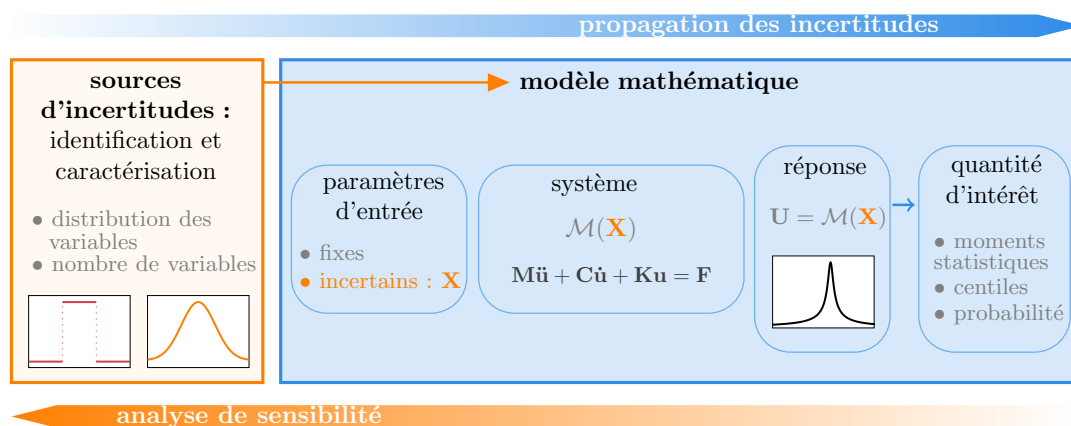 propagation des incertitudes
sources
d'incertitudes :
identification et
caractérisation
• distribution des
variables
• nombre de variables
modèle mathématique
paramètres
d'entrée
• fixes
• incertains : X
système
ℳ(X)
Mü + Cu̇ + Ku = F
réponse
U = ℳ(X)
quantité
d'intérêt
• moments
statistiques
• centiles
• probabilité
analyse de sensibilité